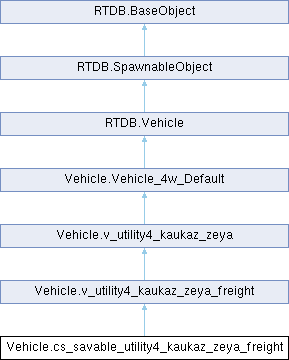 RTDB.BaseObject
RTDB.SpawnableObject
RTDB.Vehicle
Vehicle.Vehicle_4w_Default
Vehicle.v_utility4_kaukaz_zeya
Vehicle.v_utility4_kaukaz_zeya_freight
Vehicle.cs_savable_utility4_kaukaz_zeya_freight